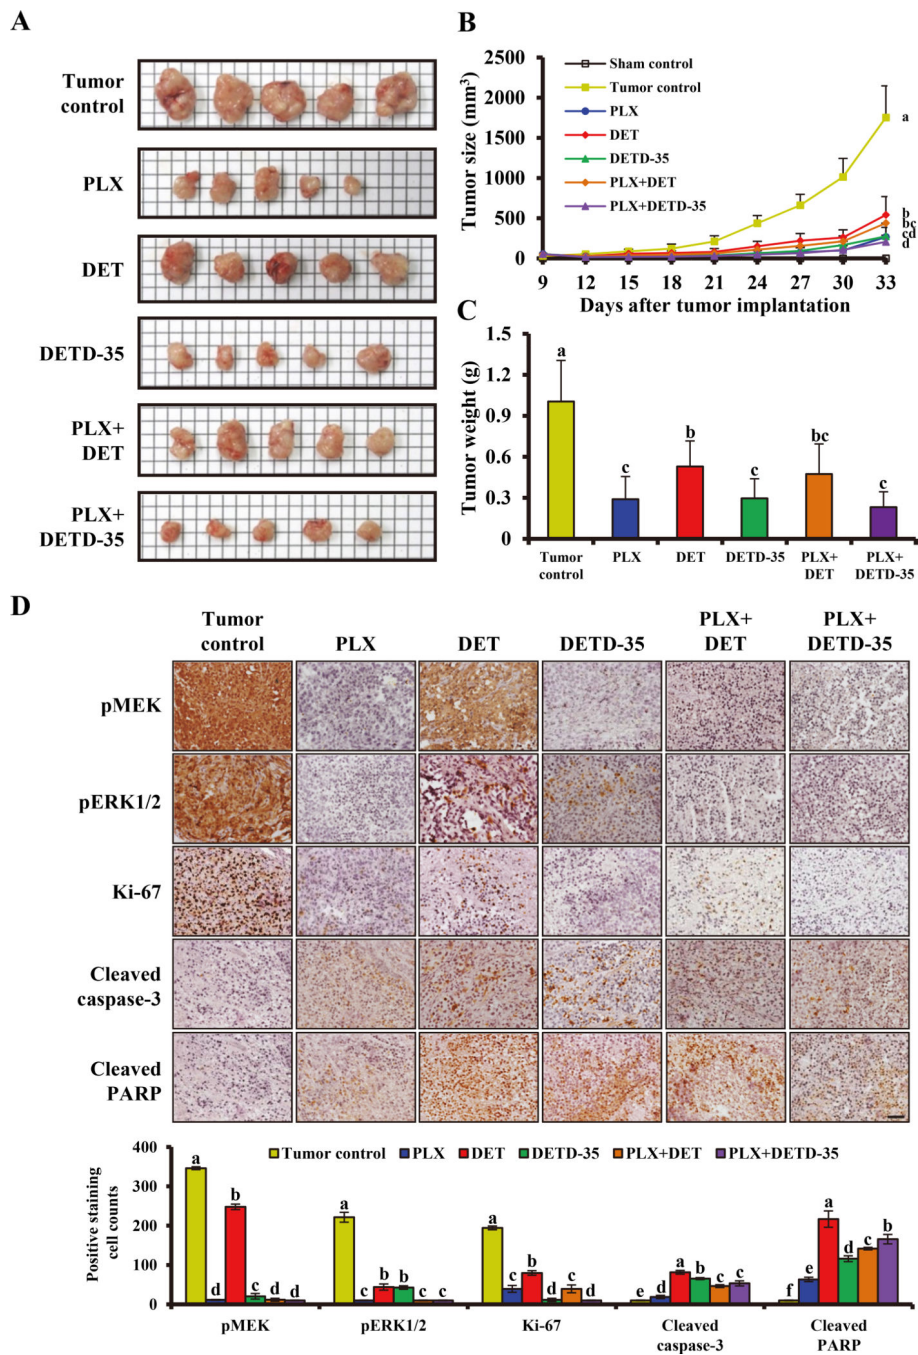 A
Tumor
control
PLX
DET
DETD-35
PLX+
DET
PLX+
DETD-35
B
Tumor size (mm³)
2500
2000
1500
1000
500
0
Sham control
Tumor control
PLX
DET
DETD-35
PLX+DET
PLX+DETD-35
a
b
bc
cd
d
9 12 15 18 21 24 27 30 33
Days after tumor implantation
C
Tumor weight (g)
1.5
1.2
0.9
0.6
0.3
0
a
c
b
c
bc
c
Tumor
control
PLX
DET
DETD-35
PLX+
DET
PLX+
DETD-35
D
Tumor
control
PLX
DET
DETD-35
PLX+
DET
PLX+
DETD-35
pMEK
pERK1/2
Ki-67
Cleaved
caspase-3
Cleaved
PARP
Positive staining
cell counts
400
300
200
100
0
Tumor control PLX DET DETD-35 PLX+DET PLX+DETD-35
a d b c d d
a c b b c c
a c b d c d
e d a b c c
f e a d c b
pMEK
pERK1/2
Ki-67
Cleaved
caspase-3
Cleaved
PARP